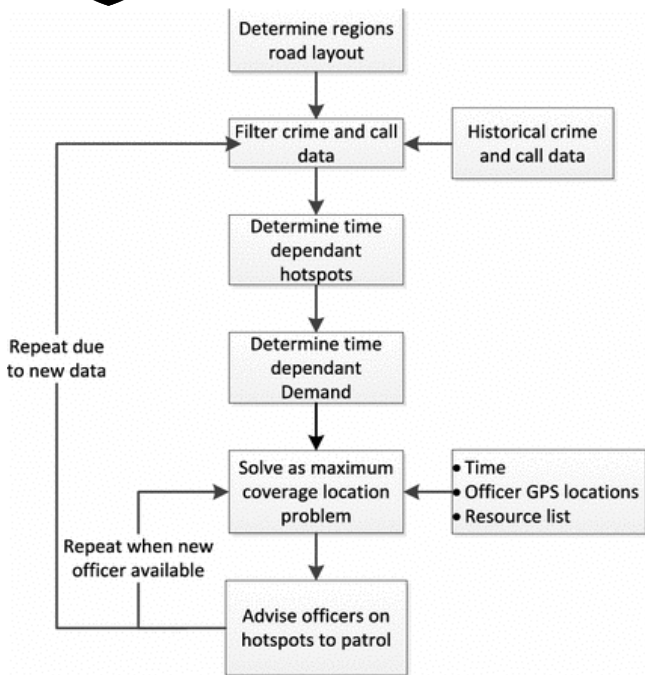 Determine regions
road layout
Filter crime and call
data
Historical crime
and call data
Determine time
dependant
hotspots
Determine time
dependant
Demand
Repeat due
to new data
Solve as maximum
coverage location
problem
• Time
• Officer GPS locations
• Resource list
Repeat when new
officer available
Advise officers on
hotspots to patrol